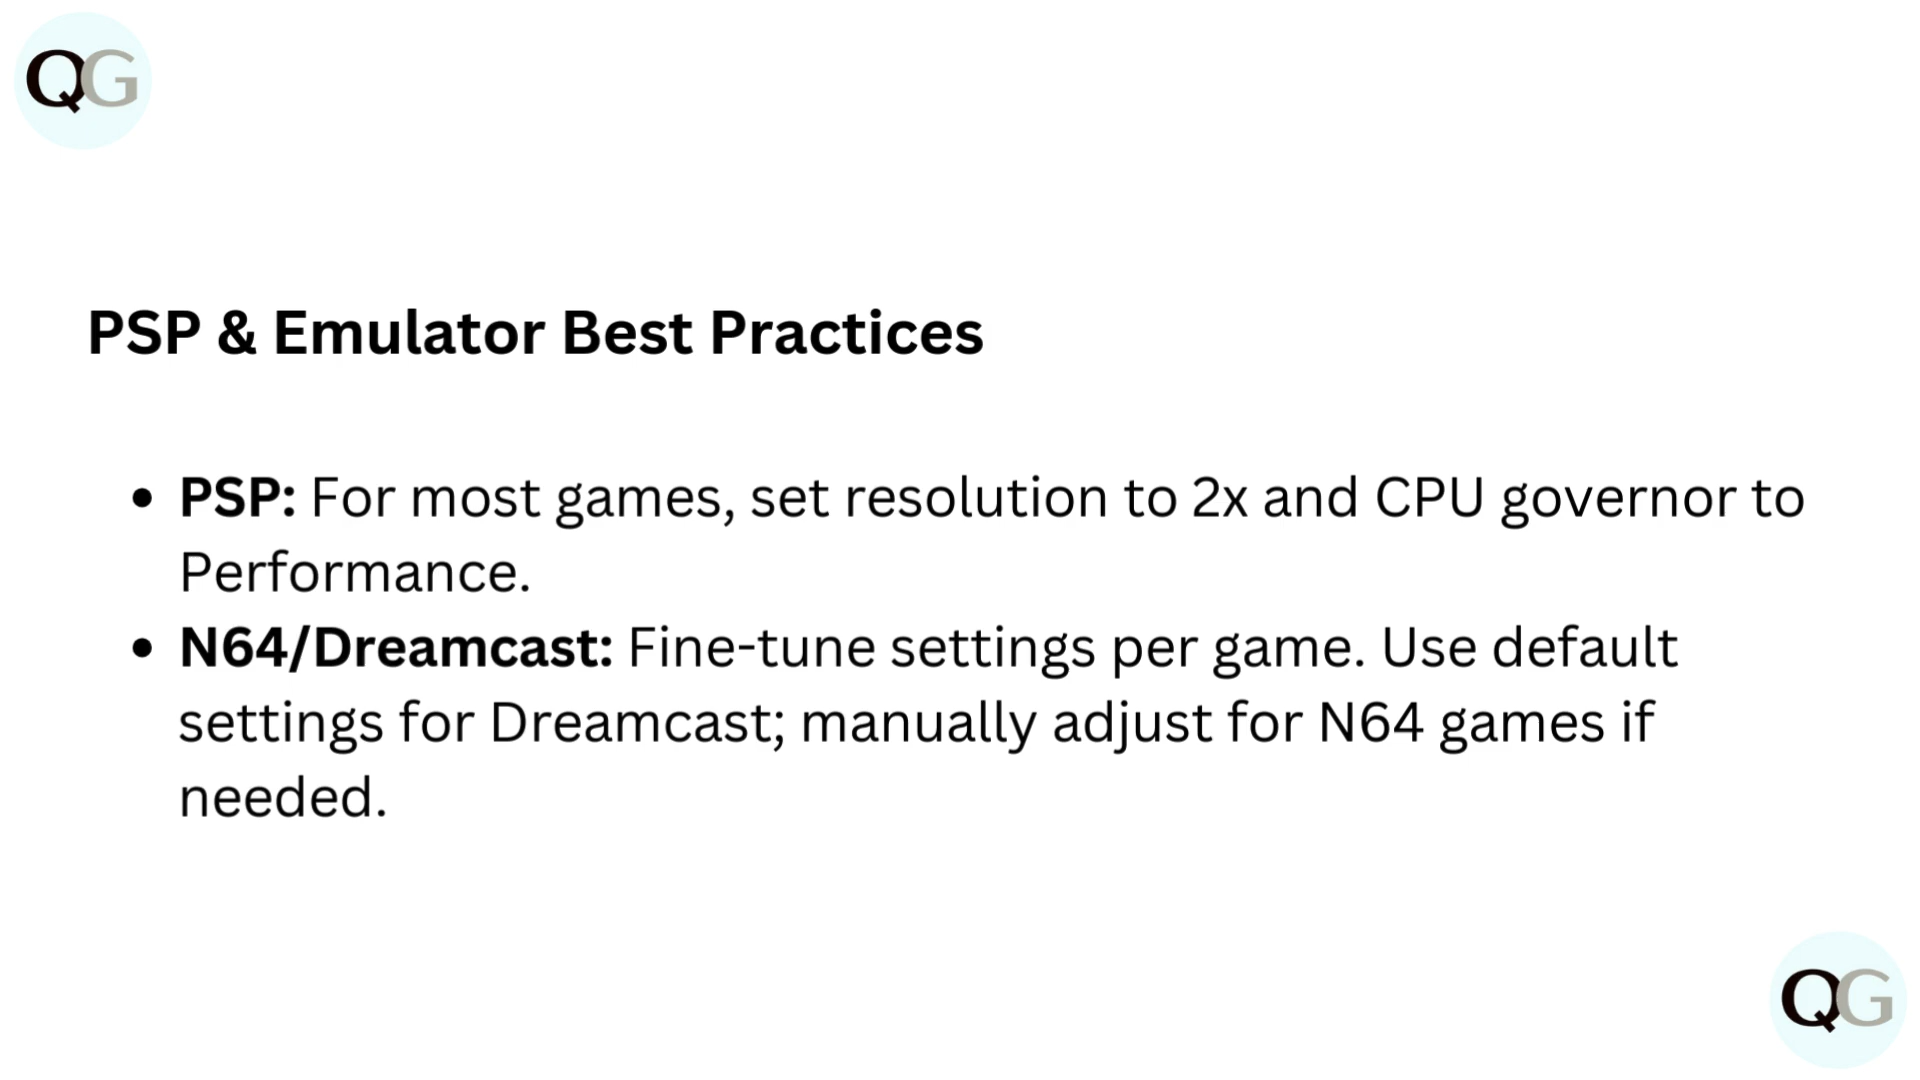 QG
PSP & Emulator Best Practices
• PSP: For most games, set resolution to 2x and CPU governor to
Performance.
• N64/Dreamcast: Fine-tune settings per game. Use default
settings for Dreamcast; manually adjust for N64 games if
needed.
QG